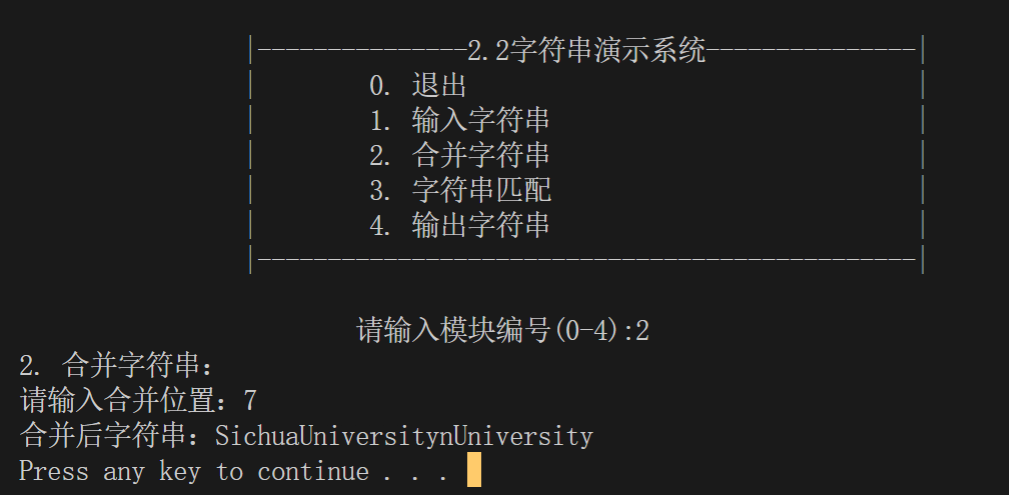 |---------------2.2字符串演示系统---------------|
|        0. 退出                                |
|        1. 输入字符串                          |
|        2. 合并字符串                          |
|        3. 字符串匹配                          |
|        4. 输出字符串                          |
|-----------------------------------------------|
请输入模块编号(0-4):2
2. 合并字符串:
请输入合并位置: 7
合并后字符串: SichuaUniversitynUniversity
Press any key to continue . . .